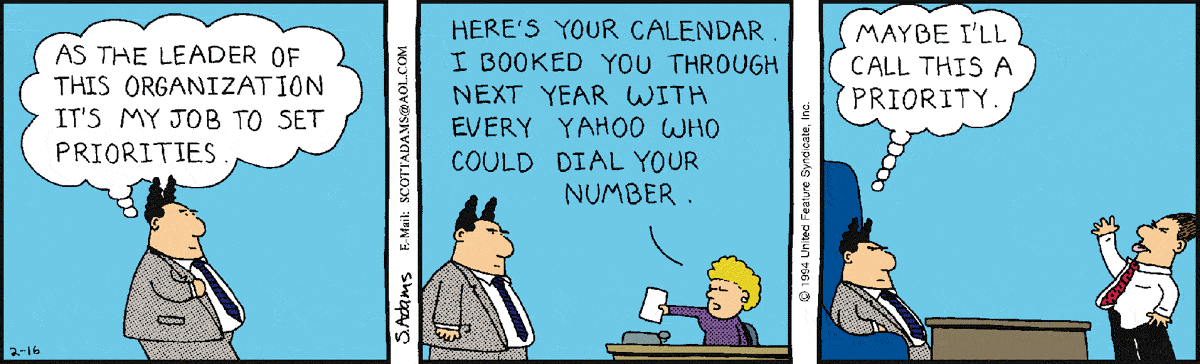 AS THE LEADER OF
THIS ORGANIZATION
IT'S MY JOB TO SET
PRIORITIES.
2-16
S.Adams E-Mail: SCOTTADAMS@AOL.COM
HERE'S YOUR CALENDAR.
I BOOKED YOU THROUGH
NEXT YEAR WITH
EVERY YAHOO WHO
COULD DIAL YOUR
NUMBER.
© 1994 United Feature Syndicate, Inc.
MAYBE I'LL
CALL THIS A
PRIORITY.